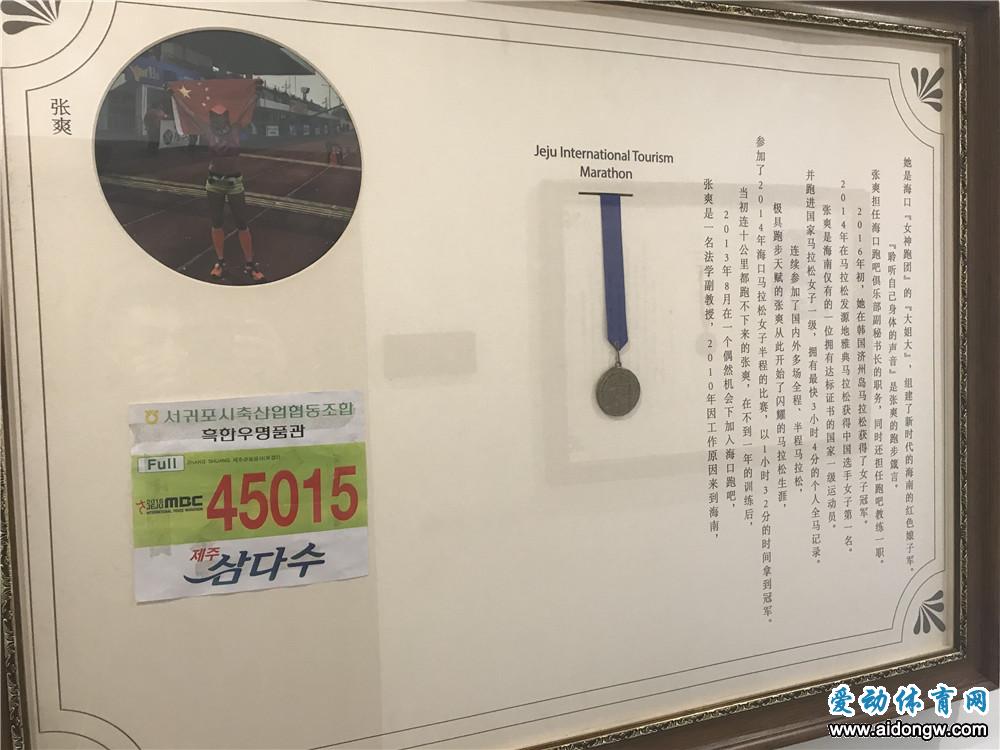 张爽
Jeju International Tourism
Marathon
张爽是一名法学副教授，2010年因工作原因来到海南，
2013年8月在一个偶然机会下加入海口跑吧，
当初连十公里都跑不下来的张爽，在不到一年的训练后，
参加了2014年海口马拉松女子半程的比赛，以1小时32分的时间拿到冠军。
极具跑步天赋的张爽从此开始了闪耀的马拉松生涯，
连续参加了国内外多场全程、半程马拉松，
并跑进国家马拉松女子一级，拥有最快3小时4分的个人全马记录。
张爽是海南仅有的一位拥有达标证书的国家一级运动员。
2014年在马拉松发源地雅典马拉松获得中国选手女子第一名。
2016年初，她在韩国济州岛马拉松获得了女子冠军。
张爽担任海口跑吧俱乐部副秘书长的职务，同时还担任跑吧教练一职。
『聆听自己身体的声音』是张爽的跑步箴言，
她是海口『女神跑团』的『大姐大』，组建了新时代的海南的红色娘子军。
서귀포시축산업협동조합
흑한우명품관
Full
ZHANG SHUANG
MBC
45015
제주
삼다수
爱动体育网
www.aidongw.com